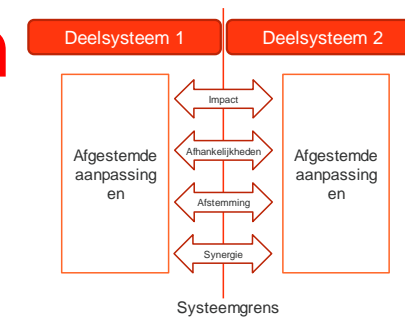 Deelsysteem 1
Deelsysteem 2
Impact
Afhankelijkheden
Afstemming
Synergie
Afgestemde
aanpassing
en
Afgestemde
aanpassing
en
Systeemgrens